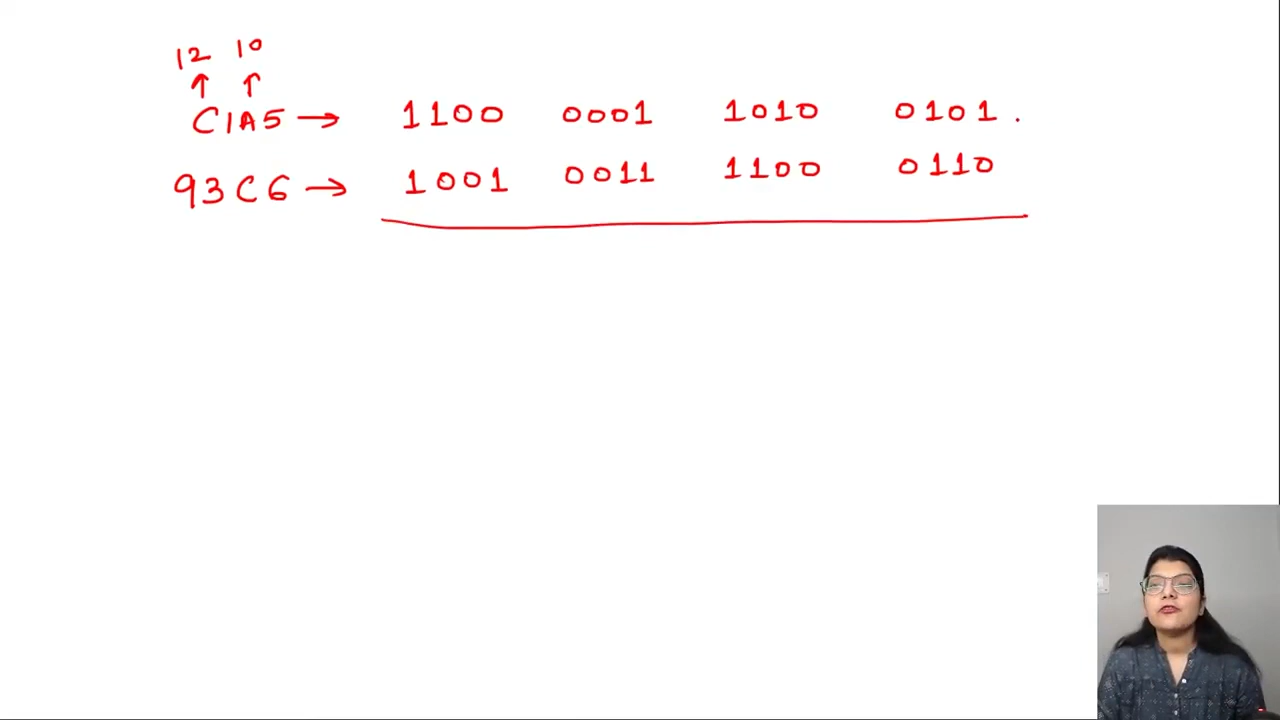 12 10
↑ ↑
C1A5 → 1100 0001 1010 0101.
93C6 → 1001 0011 1100 0110